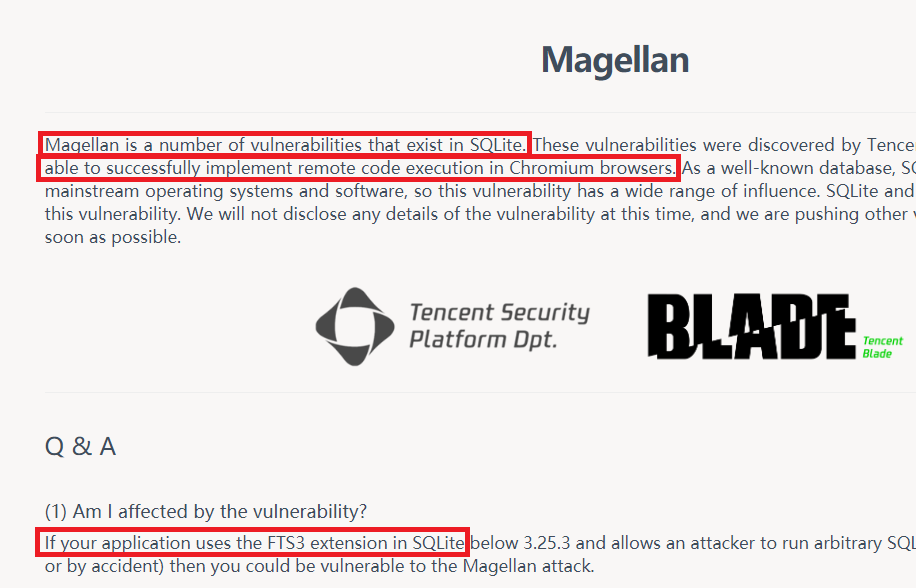 Magellan
Magellan is a number of vulnerabilities that exist in SQLite. These vulnerabilities were discovered by
able to successfully implement remote code execution in Chromium browsers. As a well-known database,
mainstream operating systems and software, so this vulnerability has a wide range of influence. SQLite and
this vulnerability. We will not disclose any details of the vulnerability at this time, and we are pushing other
soon as possible.
Tencent Security
Platform Dpt.
BLADE
Tencent
Blade
Q & A
(1) Am I affected by the vulnerability?
If your application uses the FTS3 extension in SQLite below 3.25.3 and allows an attacker to run arbitrary
or by accident) then you could be vulnerable to the Magellan attack.